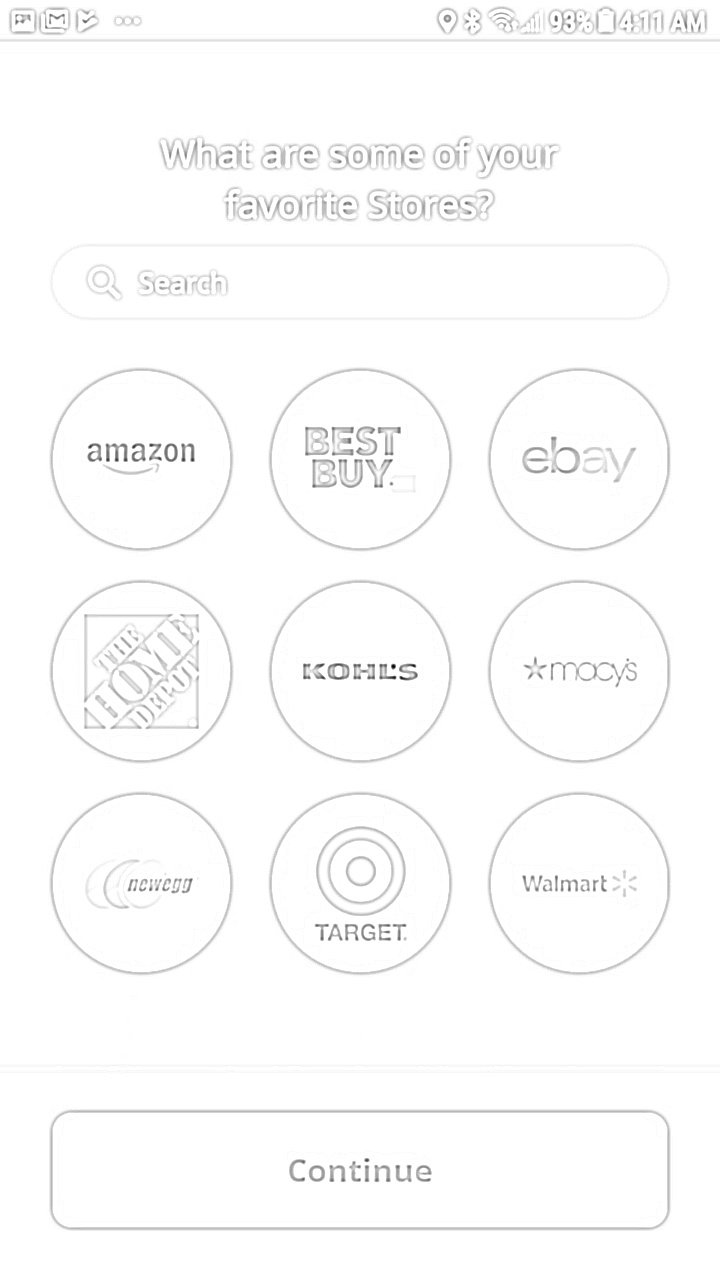 93% 4:11 AM
What are some of your
favorite Stores?
Search
amazon
BEST
BUY
ebay
THE
HOME
DEPOT
KOHL'S
macy's
newegg
TARGET
Walmart
Continue